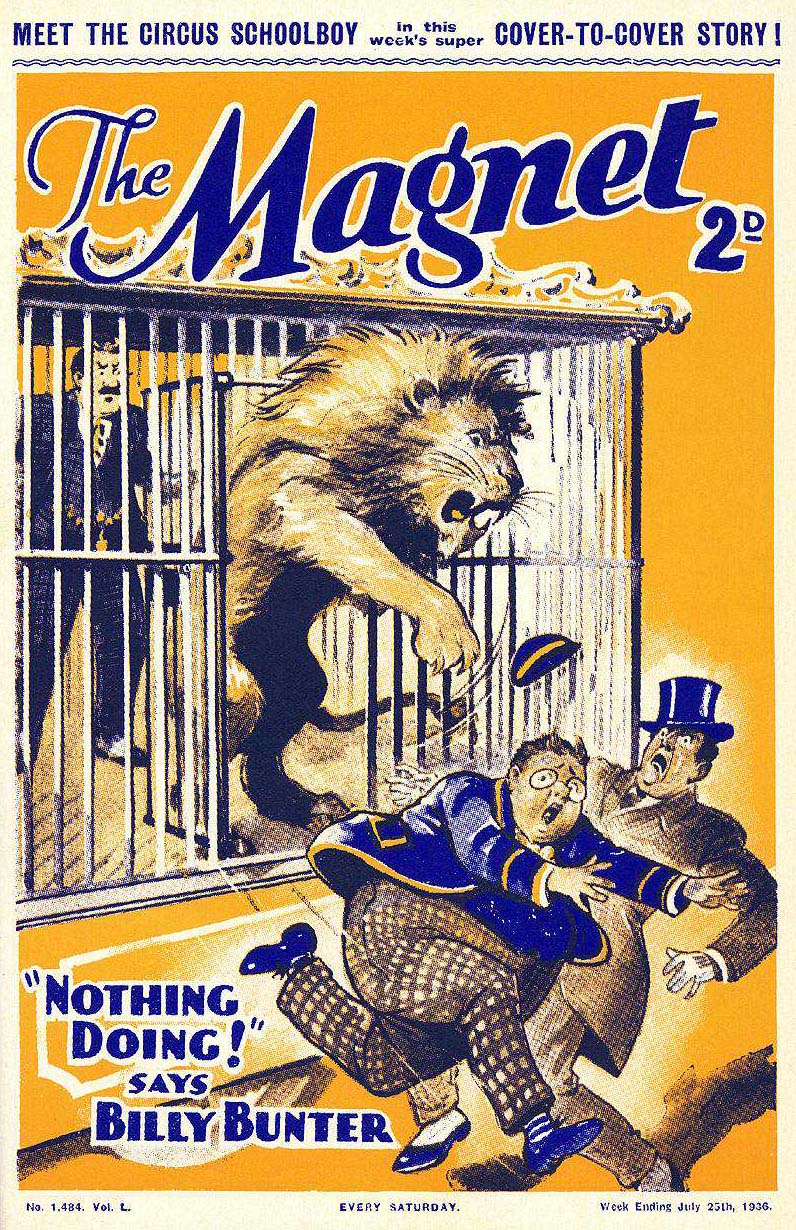 MEET THE CIRCUS SCHOOLBOY in this week's super COVER-TO-COVER STORY!
The Magnet
2D
"NOTHING
DOING!"
SAYS
BILLY BUNTER
No. 1,484. Vol. L. EVERY SATURDAY. Week Ending July 25th, 1936.